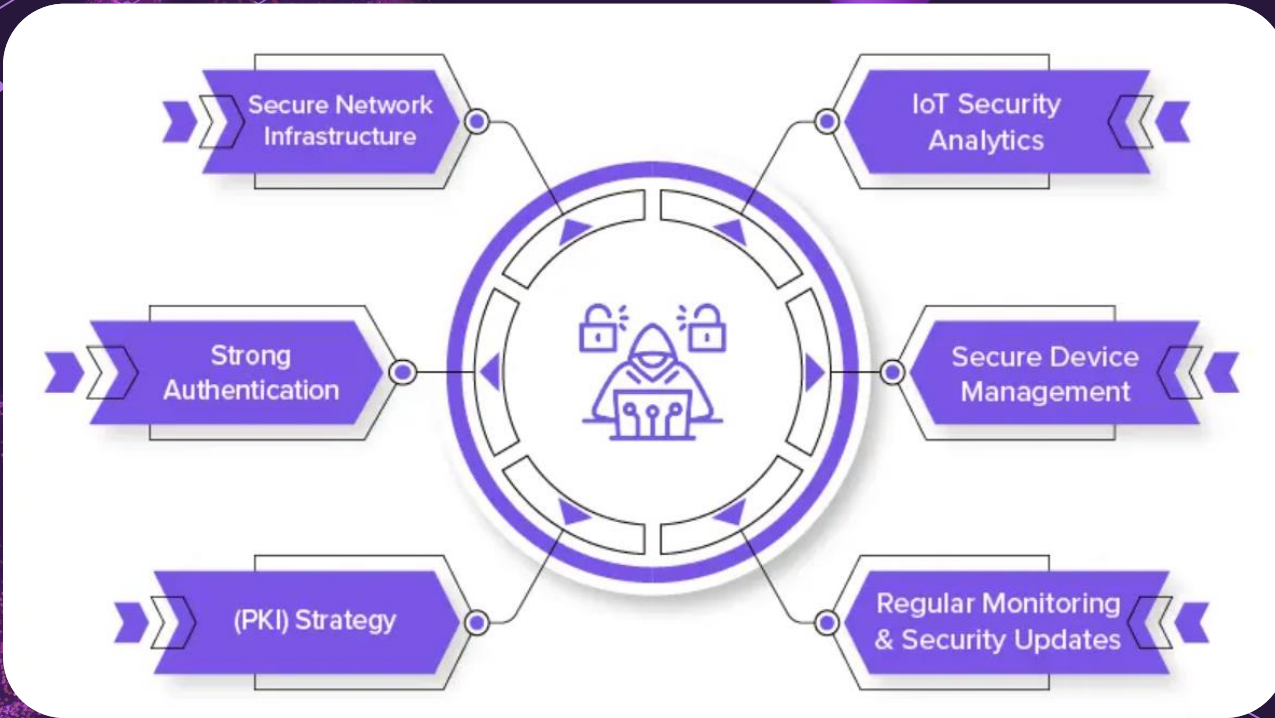 Secure Network
Infrastructure
IoT Security
Analytics
Strong
Authentication
Secure Device
Management
(PKI) Strategy
Regular Monitoring
& Security Updates